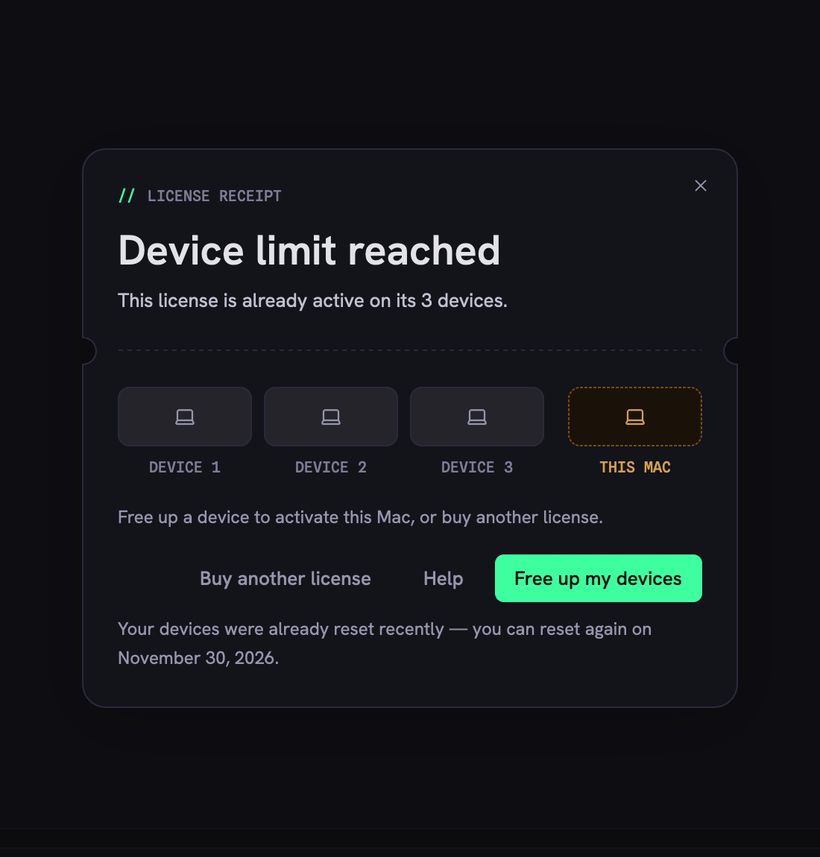 // LICENSE RECEIPT
Device limit reached
This license is already active on its 3 devices.
DEVICE 1 DEVICE 2 DEVICE 3 THIS MAC
Free up a device to activate this Mac, or buy another license.
Buy another license Help Free up my devices
Your devices were already reset recently — you can reset again on
November 30, 2026.